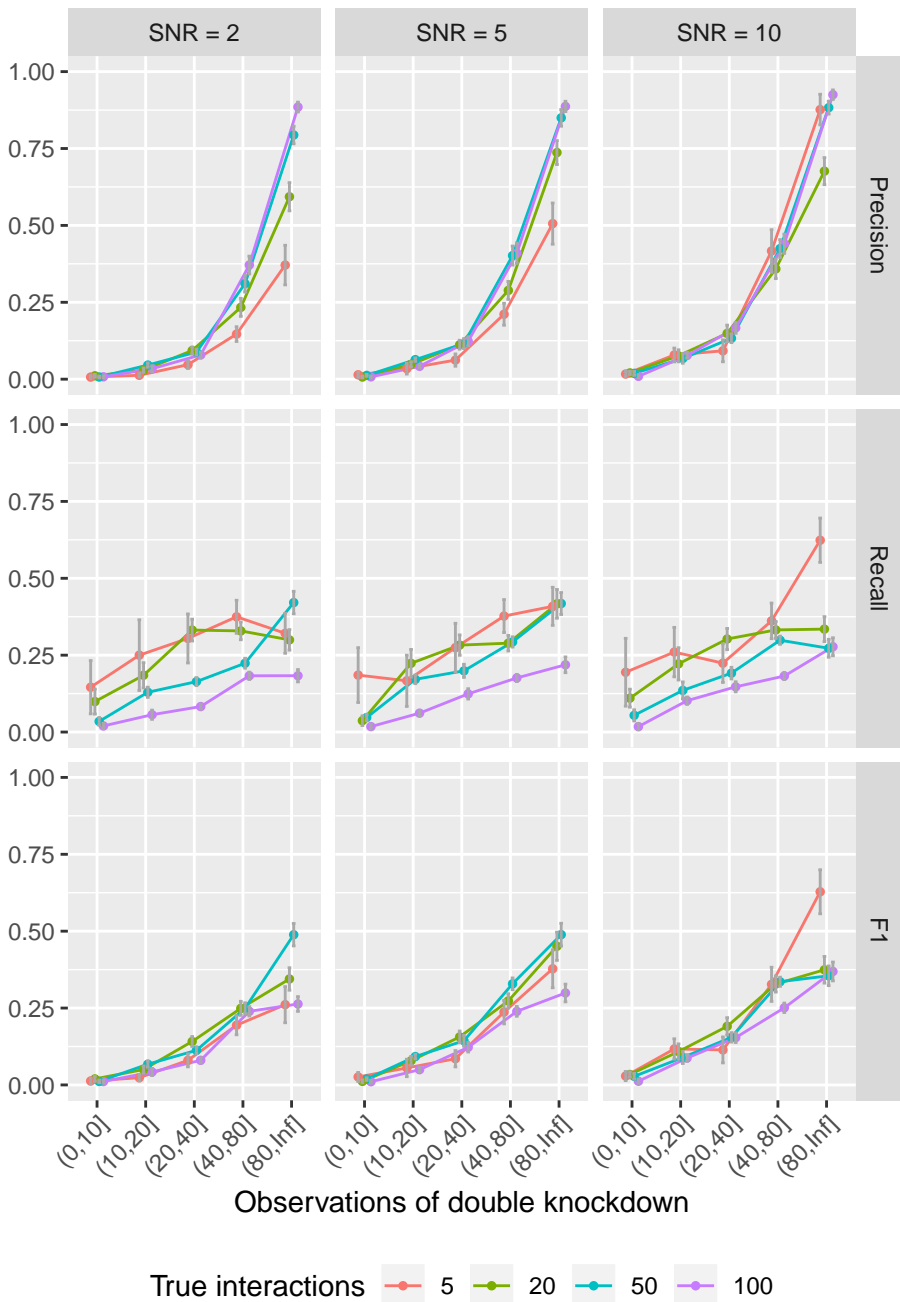 SNR = 2 SNR = 5 SNR = 10
1.00
0.75
0.50
0.25
0.00
Precision
1.00
0.75
0.50
0.25
0.00
Recall
1.00
0.75
0.50
0.25
0.00
F1
(0,10] (10,20] (20,40] (40,80] (80,Inf] (0,10] (10,20] (20,40] (40,80] (80,Inf] (0,10] (10,20] (20,40] (40,80] (80,Inf]
Observations of double knockdown
True interactions 5 20 50 100